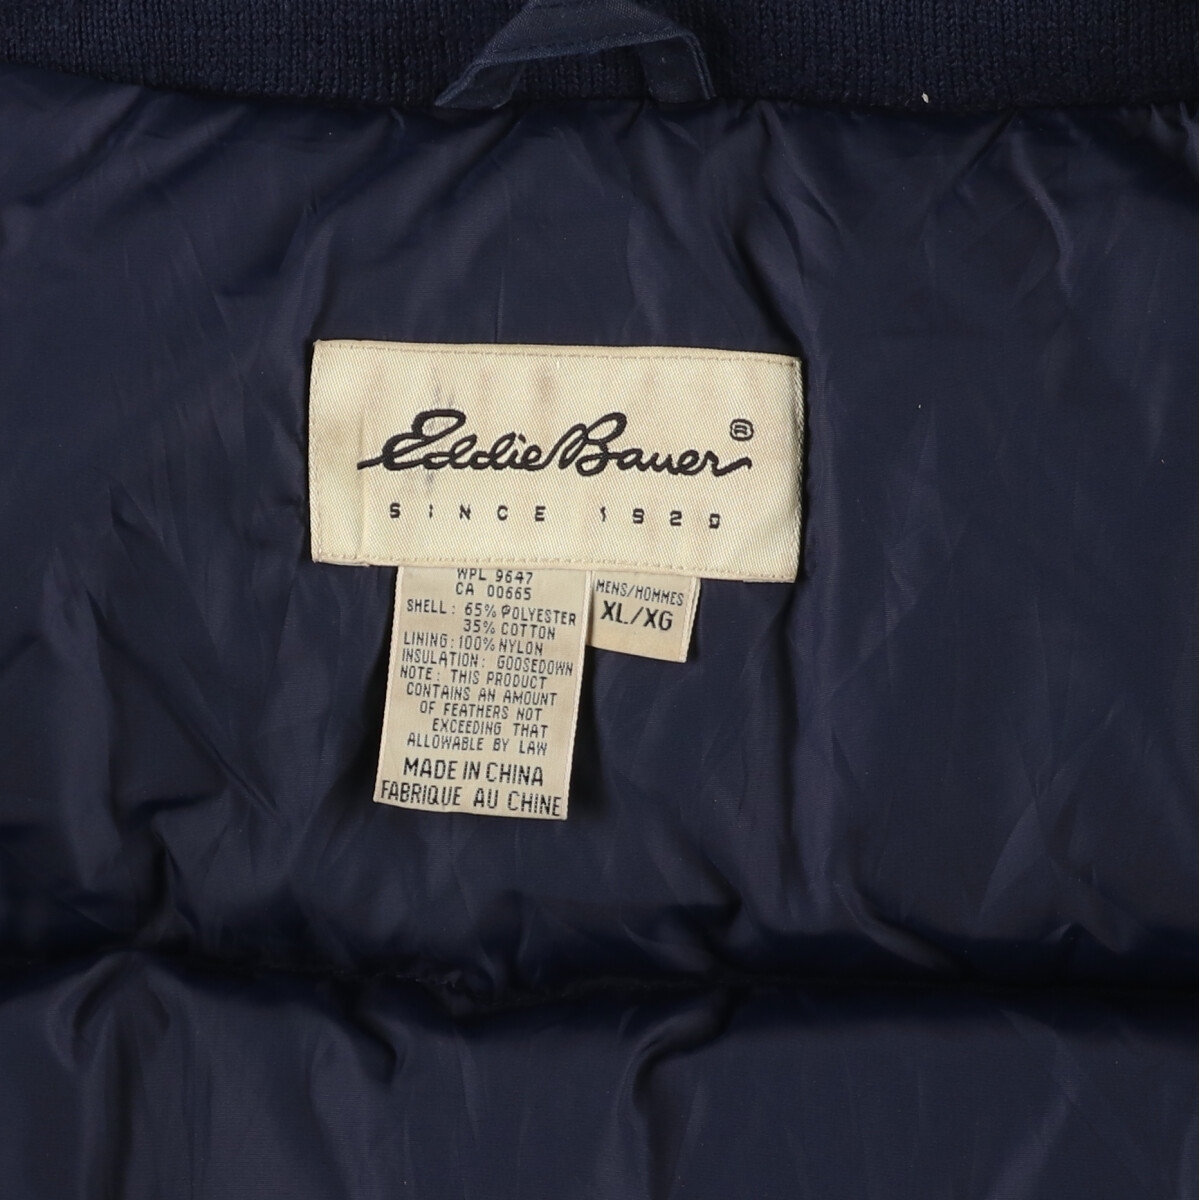 Eddie Bauer®
SINCE 1920
WPL 9647
CA 00665
SHELL: 65% POLYESTER
35% COTTON
LINING: 100% NYLON
INSULATION: GOOSEDOWN
NOTE: THIS PRODUCT
CONTAINS AN AMOUNT
OF FEATHERS NOT
EXCEEDING THAT
ALLOWABLE BY LAW
MADE IN CHINA
FABRIQUE AU CHINE
MENS/HOMMES
XL/XG